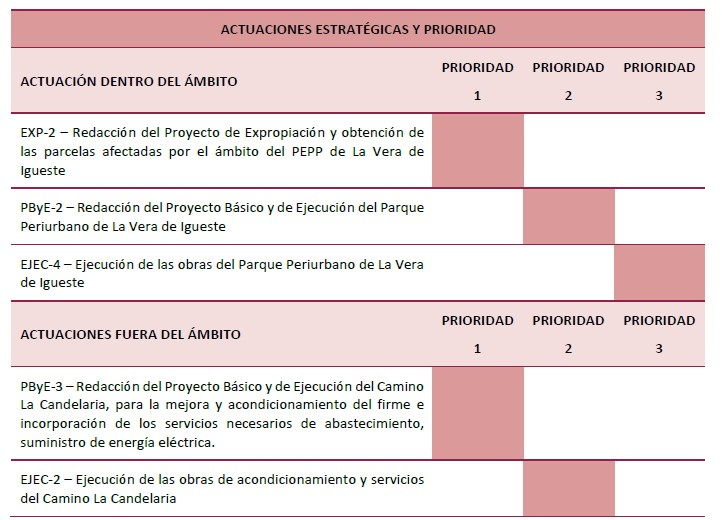 ACTUACIONES ESTRATÉGICAS Y PRIORIDAD
ACTUACIÓN DENTRO DEL ÁMBITO
PRIORIDAD 1
PRIORIDAD 2
PRIORIDAD 3
EXP-2 – Redacción del Proyecto de Expropiación y obtención de
las parcelas afectadas por el ámbito del PEPP de La Vera de
Igueste
PByE-2 – Redacción del Proyecto Básico y de Ejecución del Parque
Periurbano de La Vera de Igueste
EJEC-4 – Ejecución de las obras del Parque Periurbano de La Vera
de Igueste
ACTUACIONES FUERA DEL ÁMBITO
PRIORIDAD 1
PRIORIDAD 2
PRIORIDAD 3
PByE-3 – Redacción del Proyecto Básico y de Ejecución del Camino
La Candelaria, para la mejora y acondicionamiento del firme e
incorporación de los servicios necesarios de abastecimiento,
suministro de energía eléctrica.
EJEC-2 – Ejecución de las obras de acondicionamiento y servicios
del Camino La Candelaria